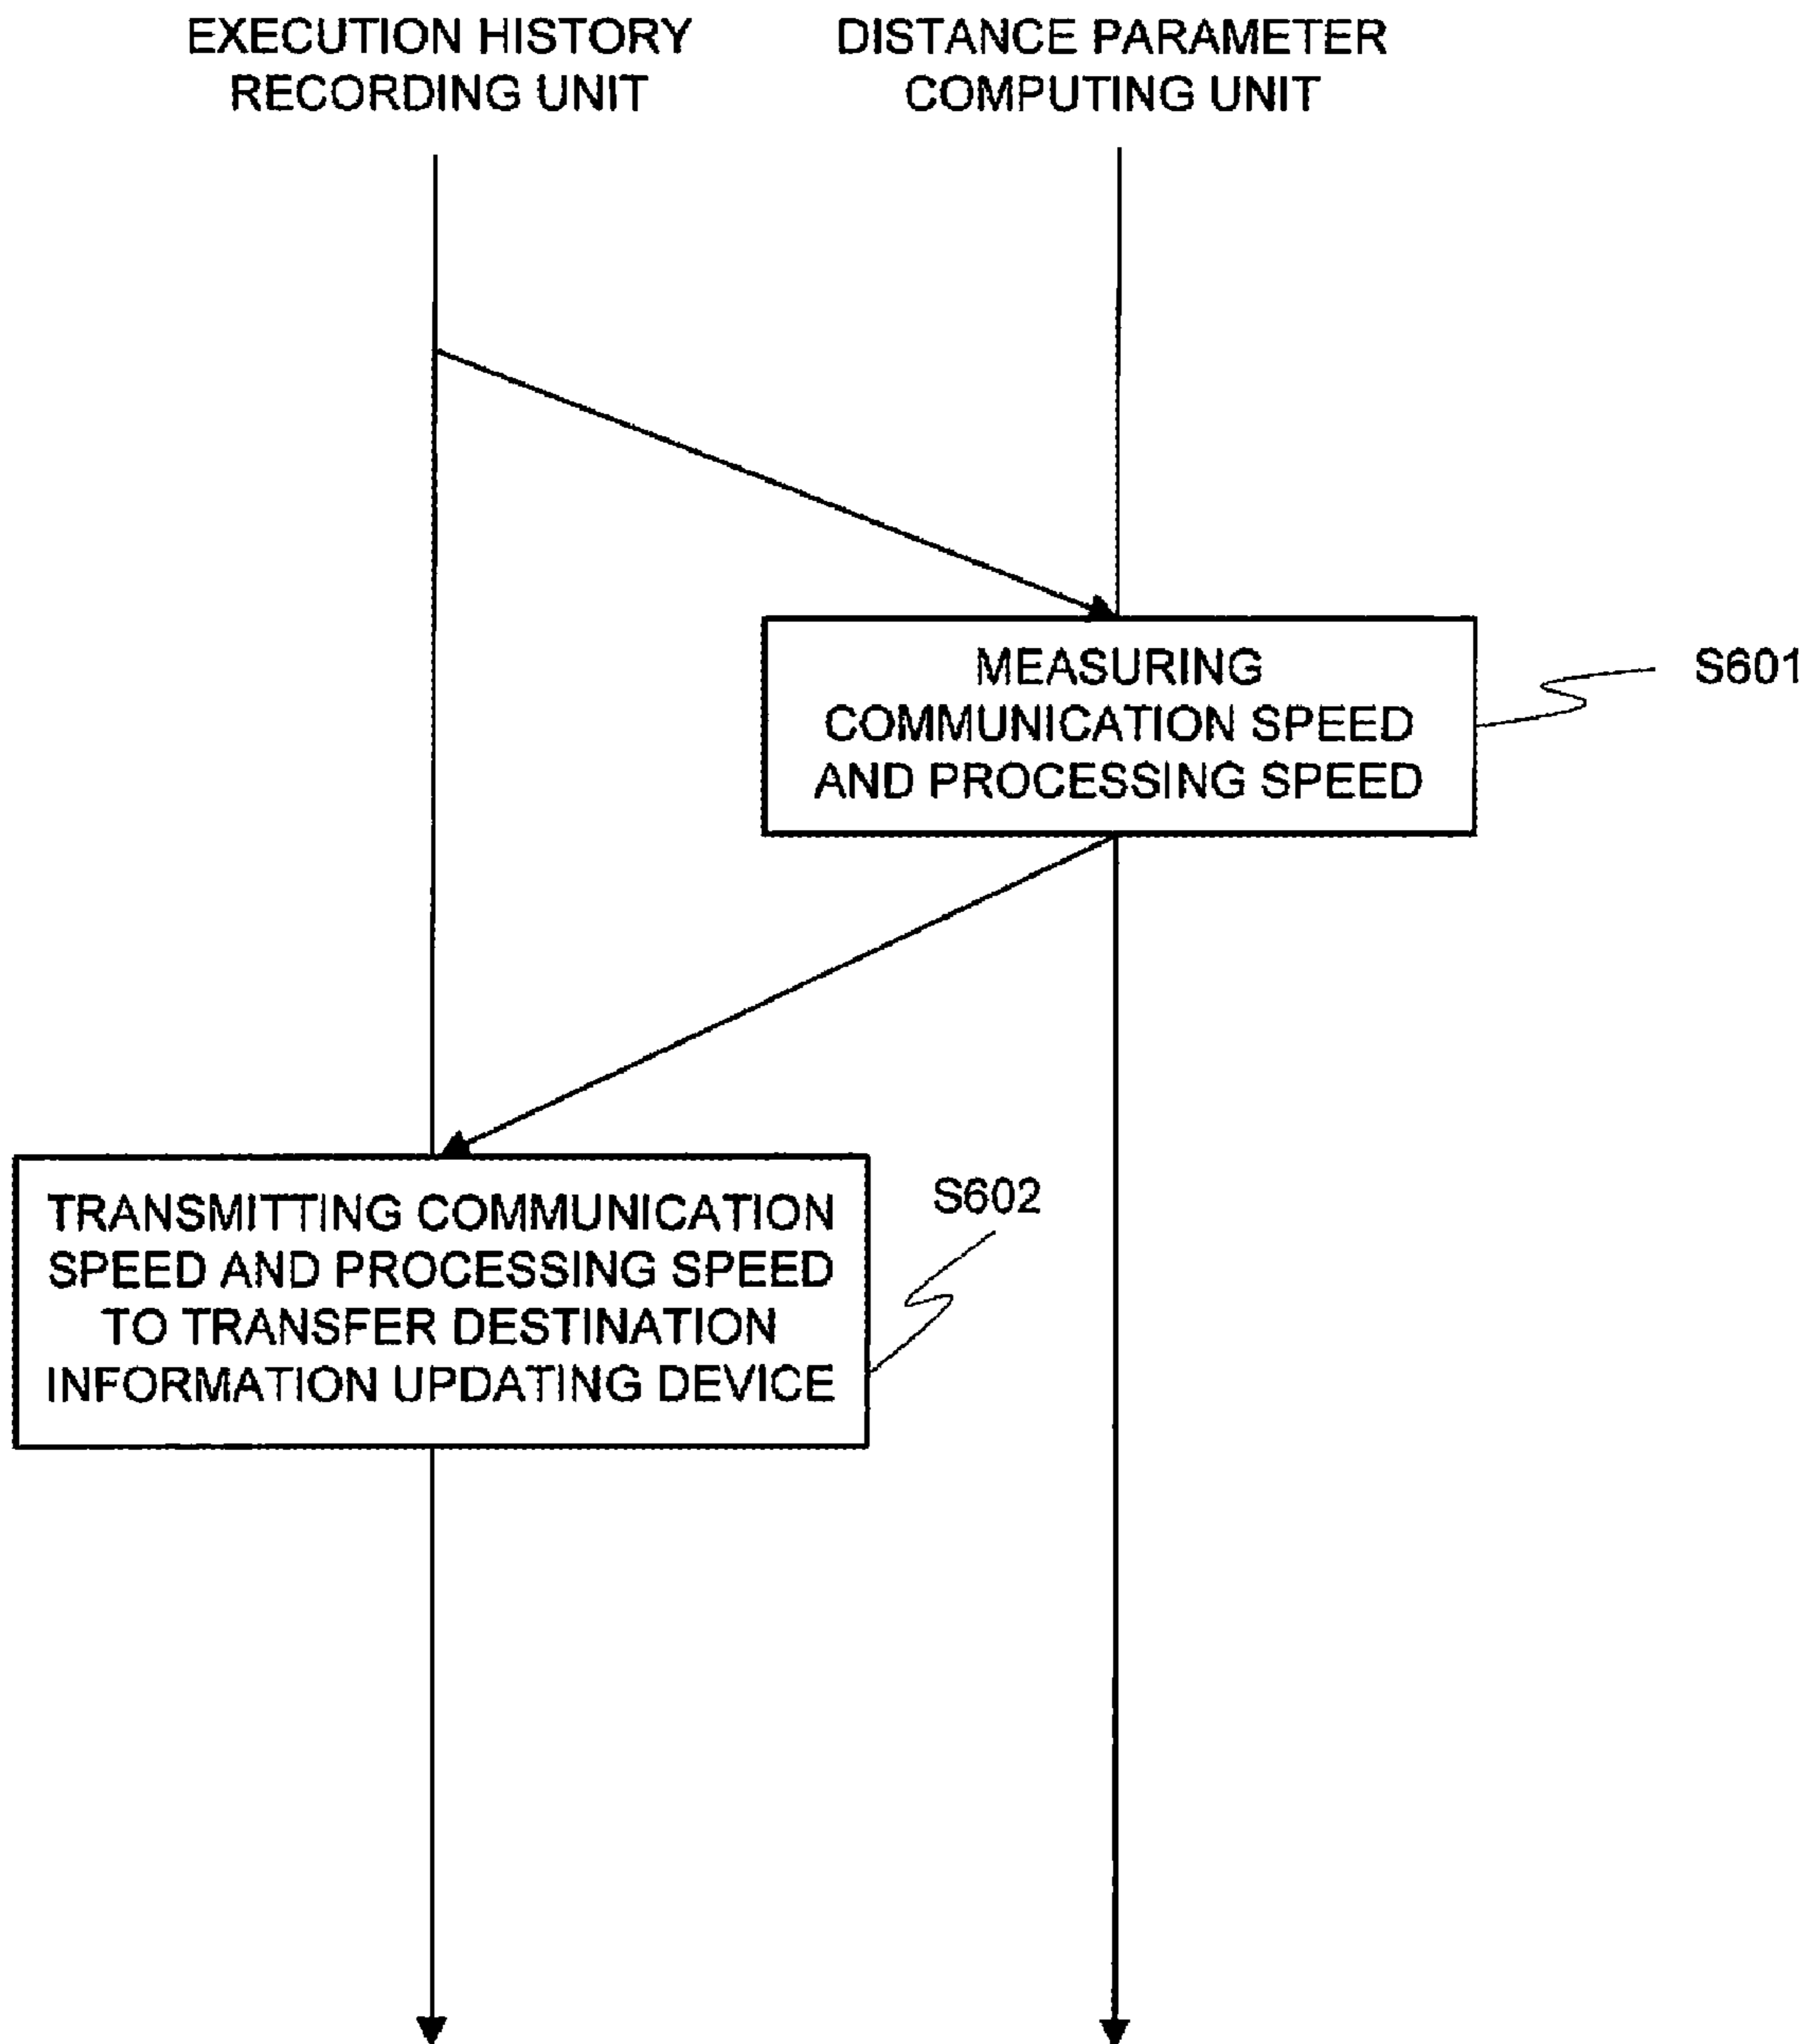 EXECUTION HISTORY
RECORDING UNIT
DISTANCE PARAMETER
COMPUTING UNIT
MEASURING
COMMUNICATION SPEED
AND PROCESSING SPEED
S601
TRANSMITTING COMMUNICATION
SPEED AND PROCESSING SPEED
TO TRANSFER DESTINATION
INFORMATION UPDATING DEVICE
S602